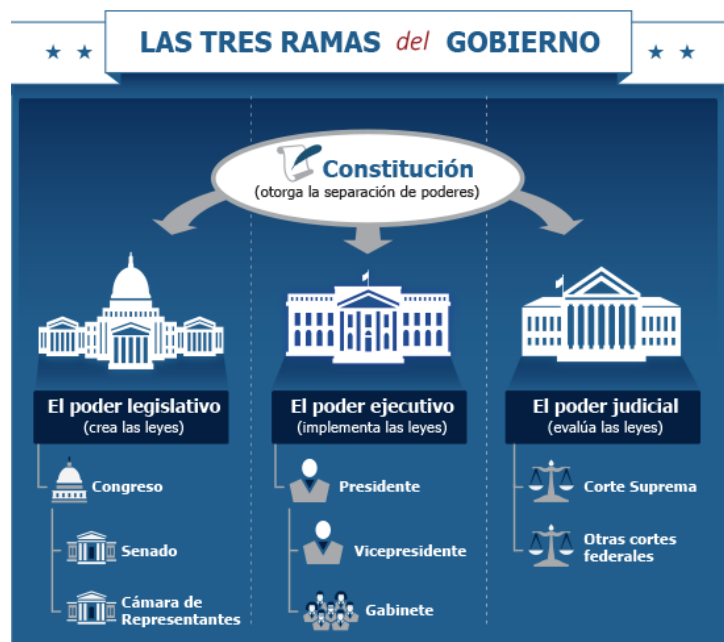 LAS TRES RAMAS del GOBIERNO
Constitución
(otorga la separación de poderes)
El poder legislativo
(crea las leyes)
Congreso
Senado
Cámara de
Representantes
El poder ejecutivo
(implementa las leyes)
Presidente
Vicepresidente
Gabinete
El poder judicial
(evalúa las leyes)
Corte Suprema
Otras cortes
federales